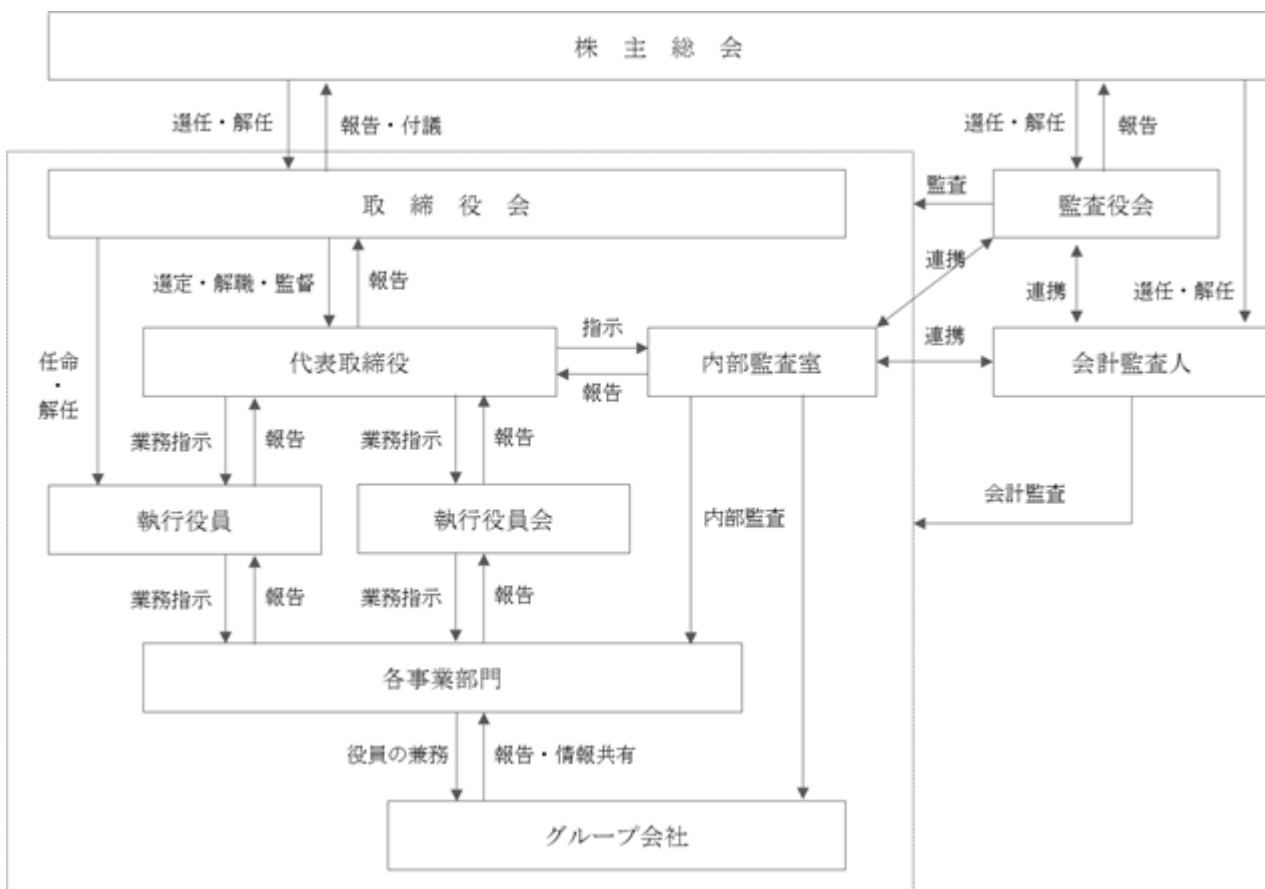 株 主 総 会
選任・解任
報告・付議
選任・解任
報告
取 締 役 会
監査
監査役会
選定・解職・監督
報告
連携
連携
選任・解任
代表取締役
指示
報告
内部監査室
連携
会計監査人
任命
・
解任
業務指示
報告
業務指示
報告
執行役員
執行役員会
内部監査
会計監査
業務指示
報告
業務指示
報告
各事業部門
役員の兼務
報告・情報共有
グループ会社